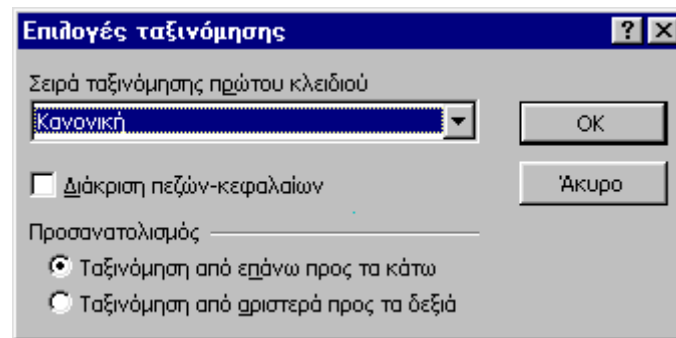 Επιλογές ταξινόμησης
Σειρά ταξινόμησης πρώτου κλειδιού
Κανονική
OK
Διάκριση πεζών-κεφαλαίων
Άκυρο
Προσανατολισμός
Ταξινόμηση από επάνω προς τα κάτω
Ταξινόμηση από αριστερά προς τα δεξιά